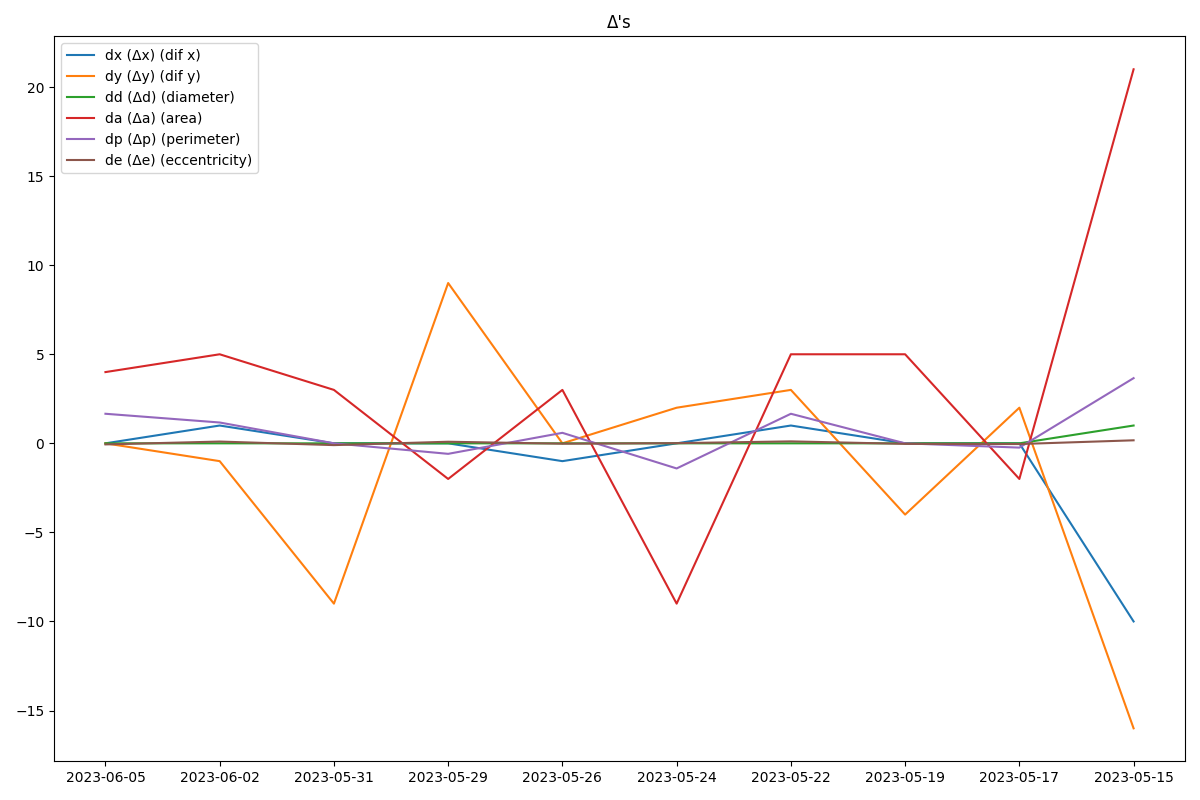 Δ's
dx (Δx) (dif x)
dy (Δy) (dif y)
dd (Δd) (diameter)
da (Δa) (area)
dp (Δp) (perimeter)
de (Δe) (eccentricity)
20
15
10
5
0
−5
−10
−15
2023-06-05 2023-06-02 2023-05-31 2023-05-29 2023-05-26 2023-05-24 2023-05-22 2023-05-19 2023-05-17 2023-05-15